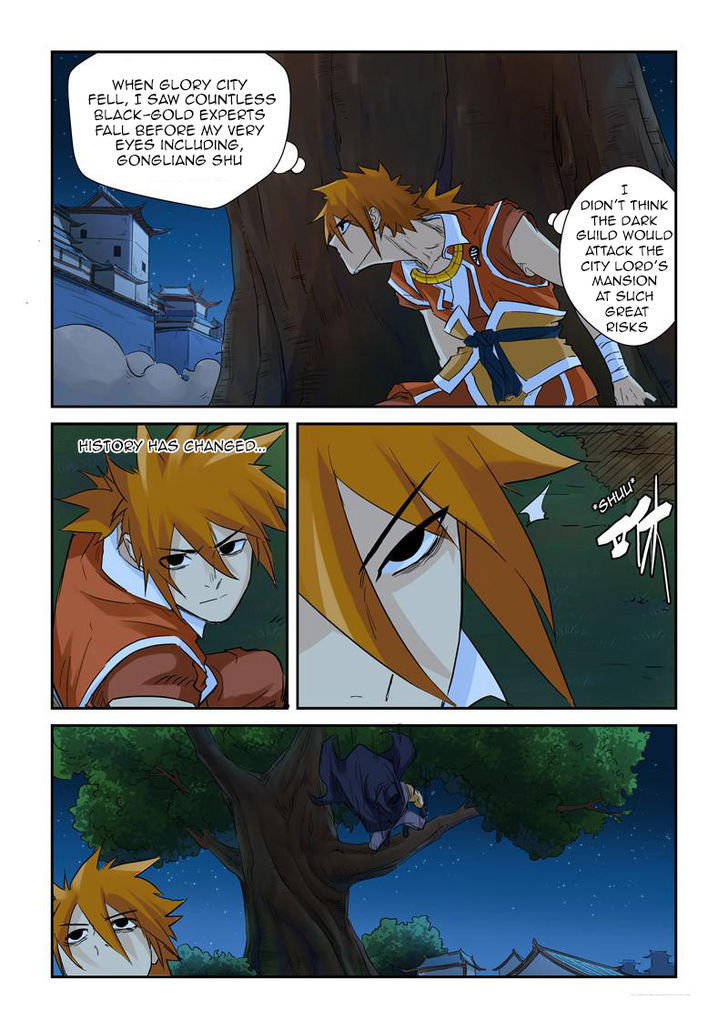 WHEN GLORY CITY
FELL, I SAW COUNTLESS
BLACK-GOLD EXPERTS
FALL BEFORE MY VERY
EYES INCLUDING,
GONGLIANG SHU
I
DIDN'T THINK
THE DARK
GUILD WOULD
ATTACK THE
CITY LORD'S
MANSION
AT SUCH
GREAT
RISKS
HISTORY HAS CHANGED...
*SHUU*